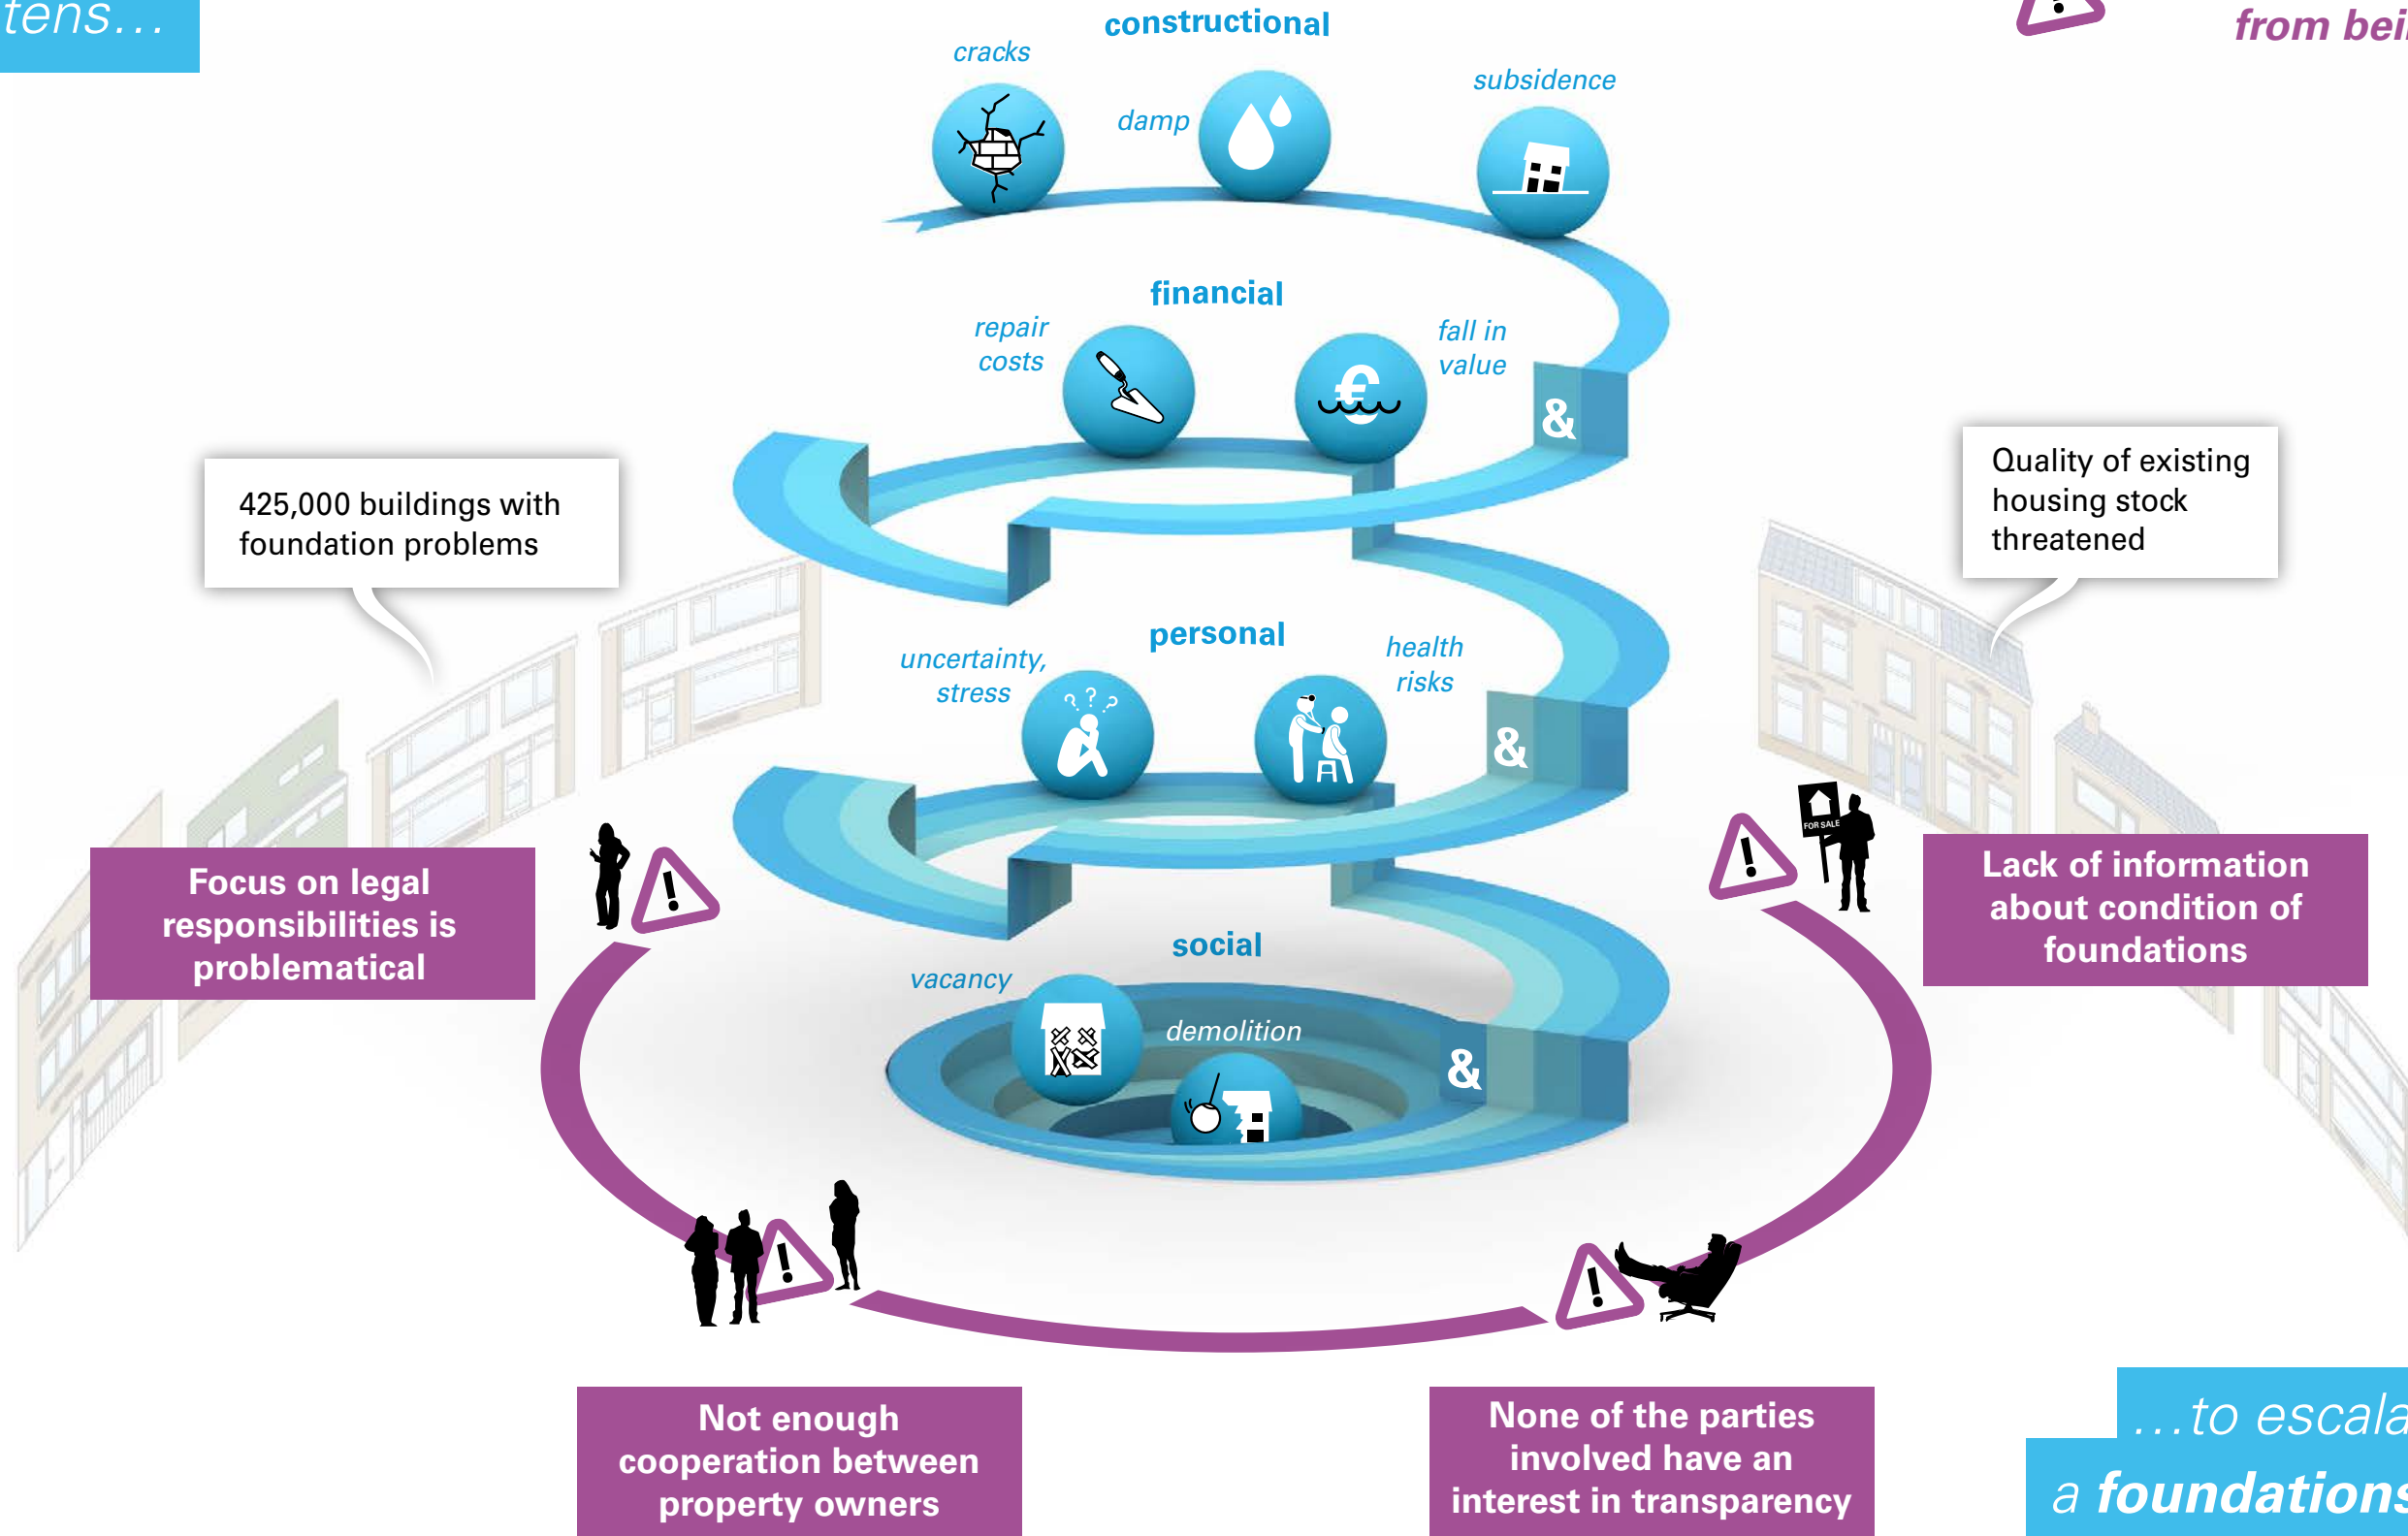 tens…
from bei
constructional
cracks
damp
subsidence
financial
repair
costs
fall in
value
&
425,000 buildings with
foundation problems
Quality of existing
housing stock
threatened
personal
uncertainty,
stress
health
risks
&
FOR SALE
Focus on legal
responsibilities is
problematical
Lack of information
about condition of
foundations
social
vacancy
demolition
&
Not enough
cooperation between
property owners
None of the parties
involved have an
interest in transparency
…to escala
a foundations